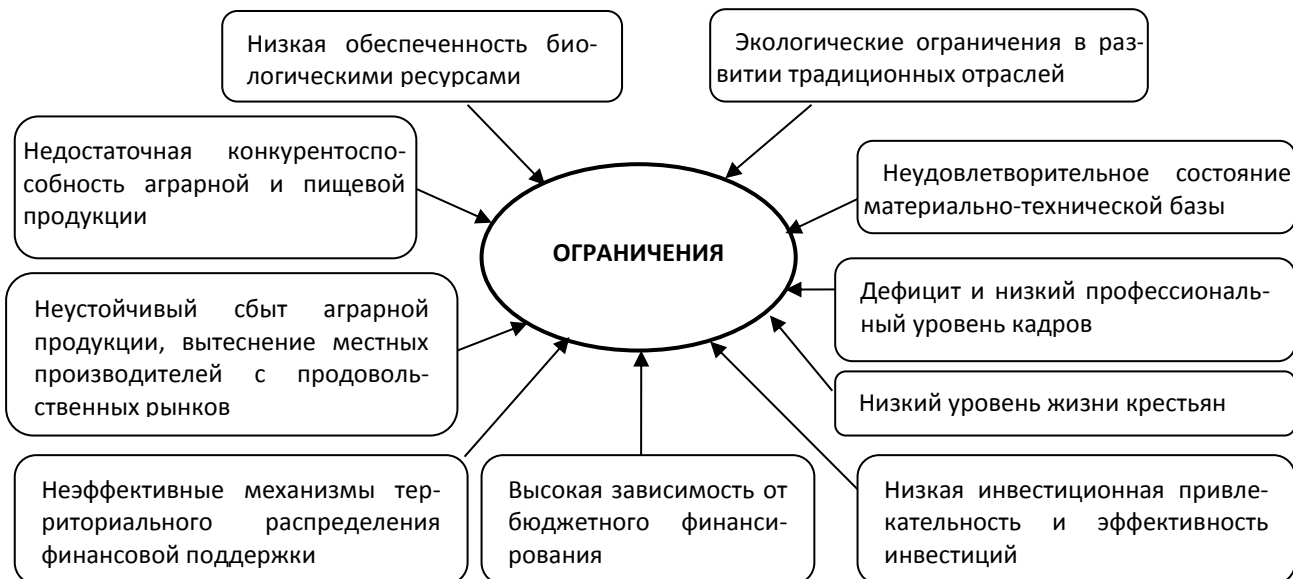 Низкая обеспеченность био-
логическими ресурсами
Экологические ограничения в раз-
витии традиционных отраслей
Недостаточная конкурентоспо-
собность аграрной и пищевой
продукции
Неудовлетворительное состояние
материально-технической базы
ОГРАНИЧЕНИЯ
Неустойчивый сбыт аграрной
продукции, вытеснение местных
производителей с продоволь-
ственных рынков
Дефицит и низкий профессиональ-
ный уровень кадров
Низкий уровень жизни крестьян
Неэффективные механизмы тер-
риториального распределения
финансовой поддержки
Высокая зависимость от
бюджетного финанси-
рования
Низкая инвестиционная привле-
кательность и эффективность
инвестиций